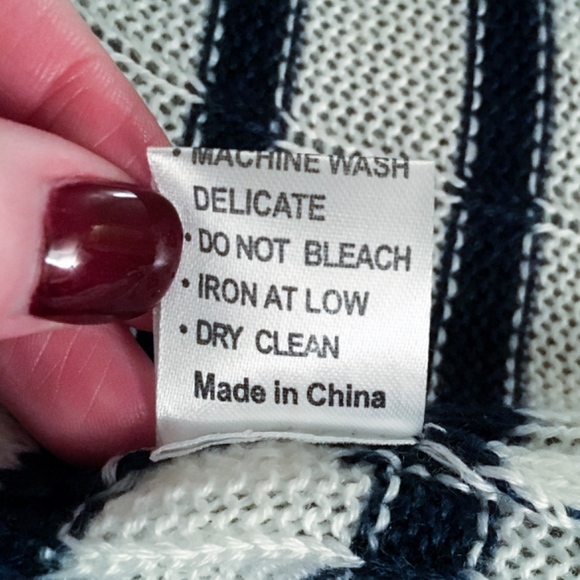 • MACHINE WASH
DELICATE
• DO NOT BLEACH
• IRON AT LOW
• DRY CLEAN
Made in China